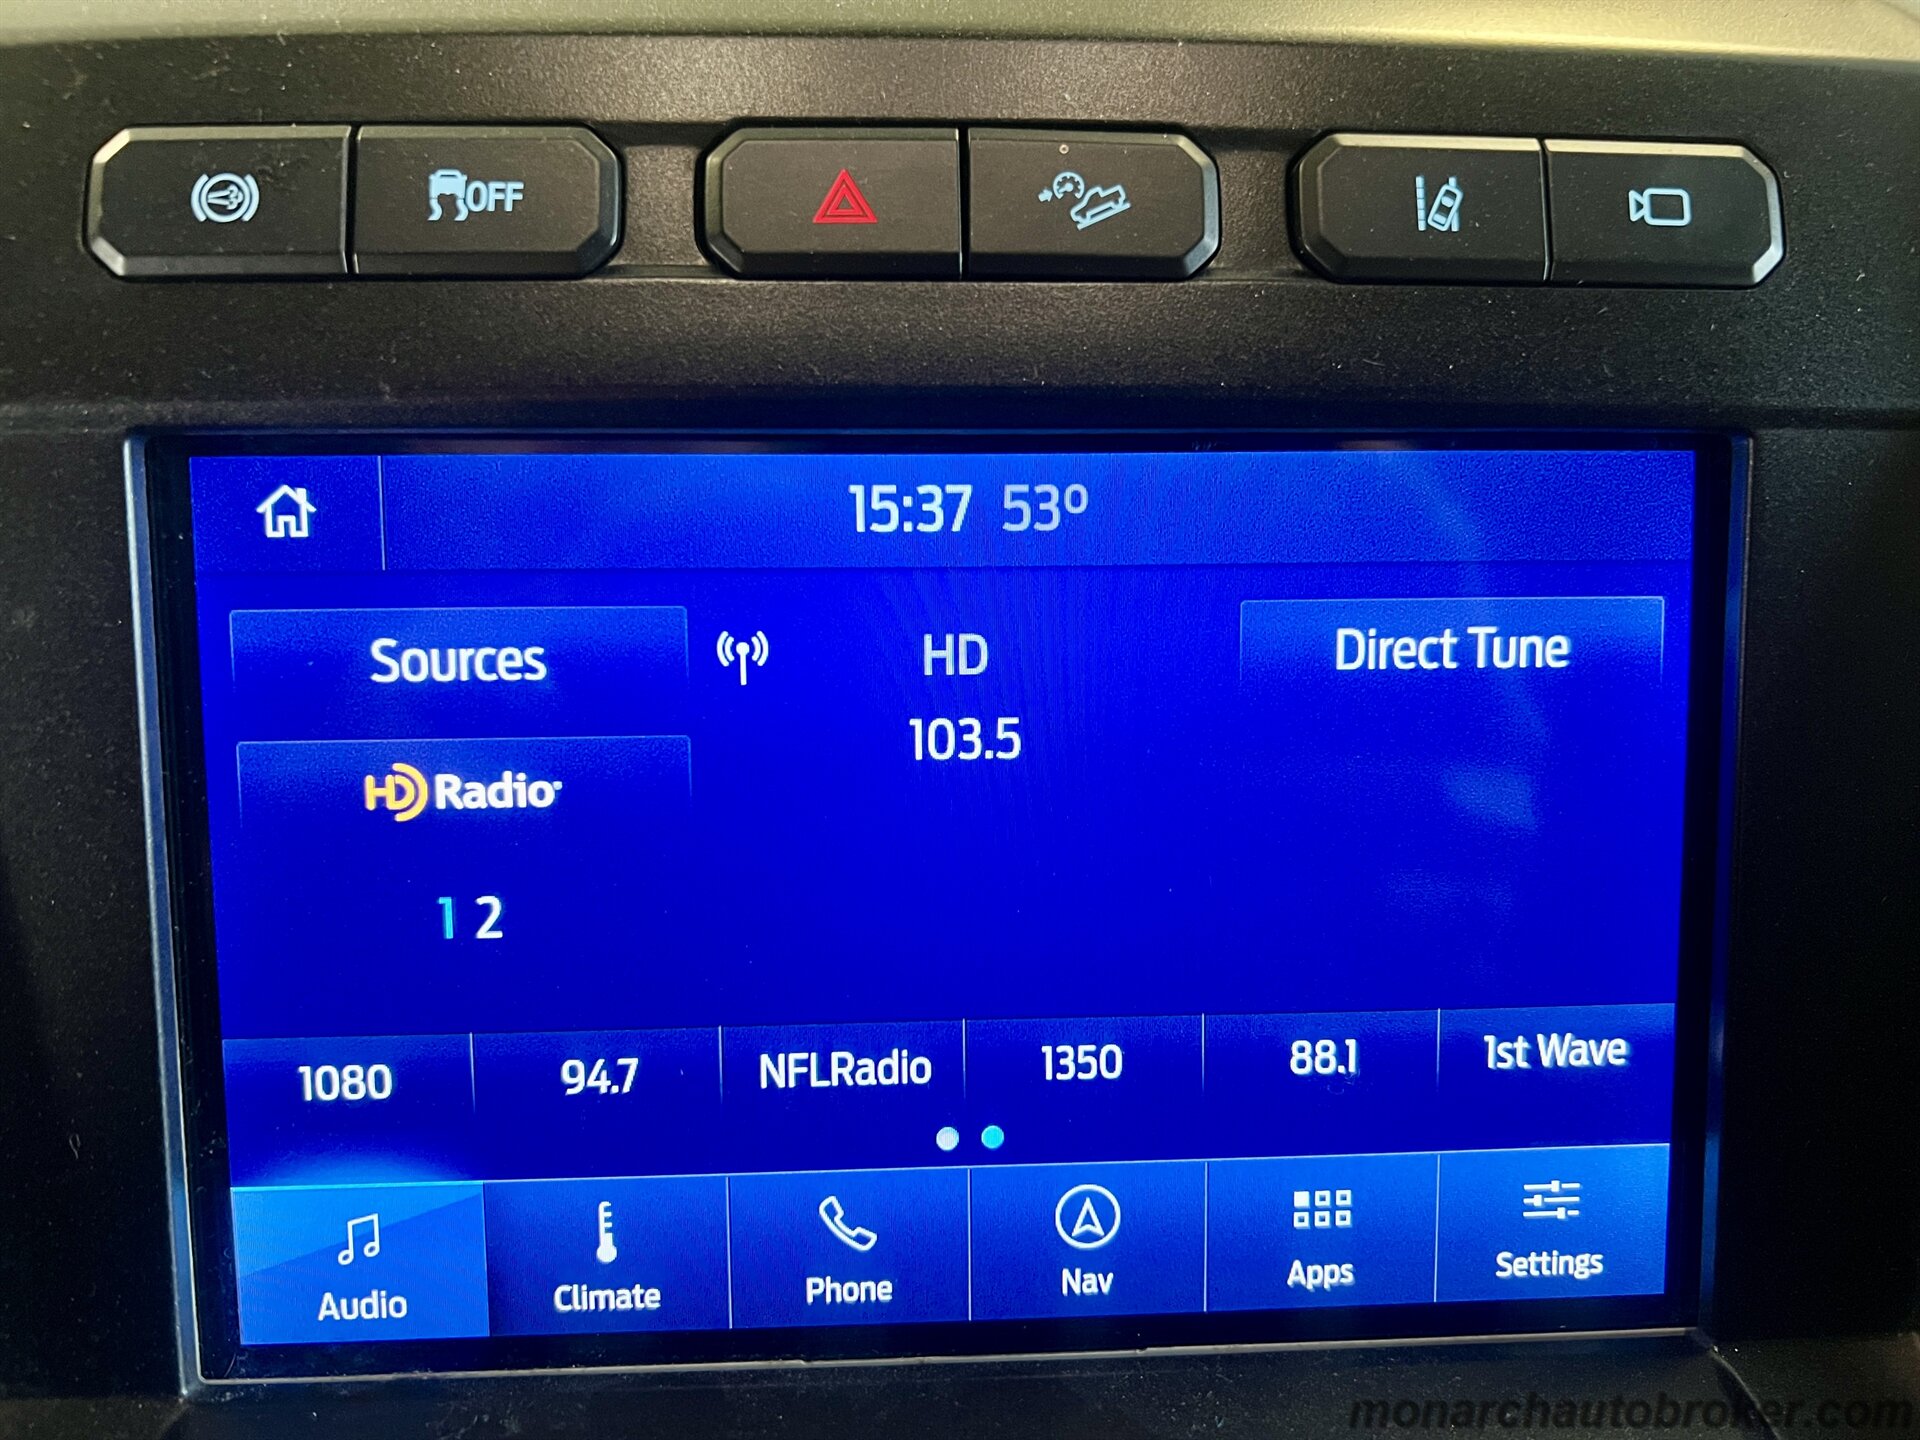 OFF
15:37 53º
Sources
HD
Direct Tune
103.5
HD Radio
1 2
1080
94.7
NFLRadio
1350
88.1
1st Wave
Audio
Climate
Phone
Nav
Apps
Settings
monarchautobroker.com